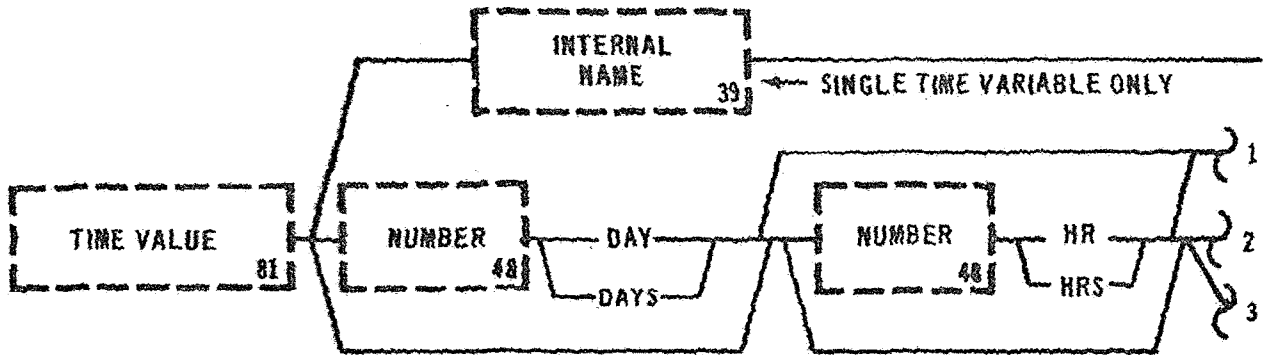 INTERNAL
NAME
39
SINGLE TIME VARIABLE ONLY
1
TIME VALUE
81
NUMBER
48
DAY
DAYS
NUMBER
48
HR
HRS
2
3